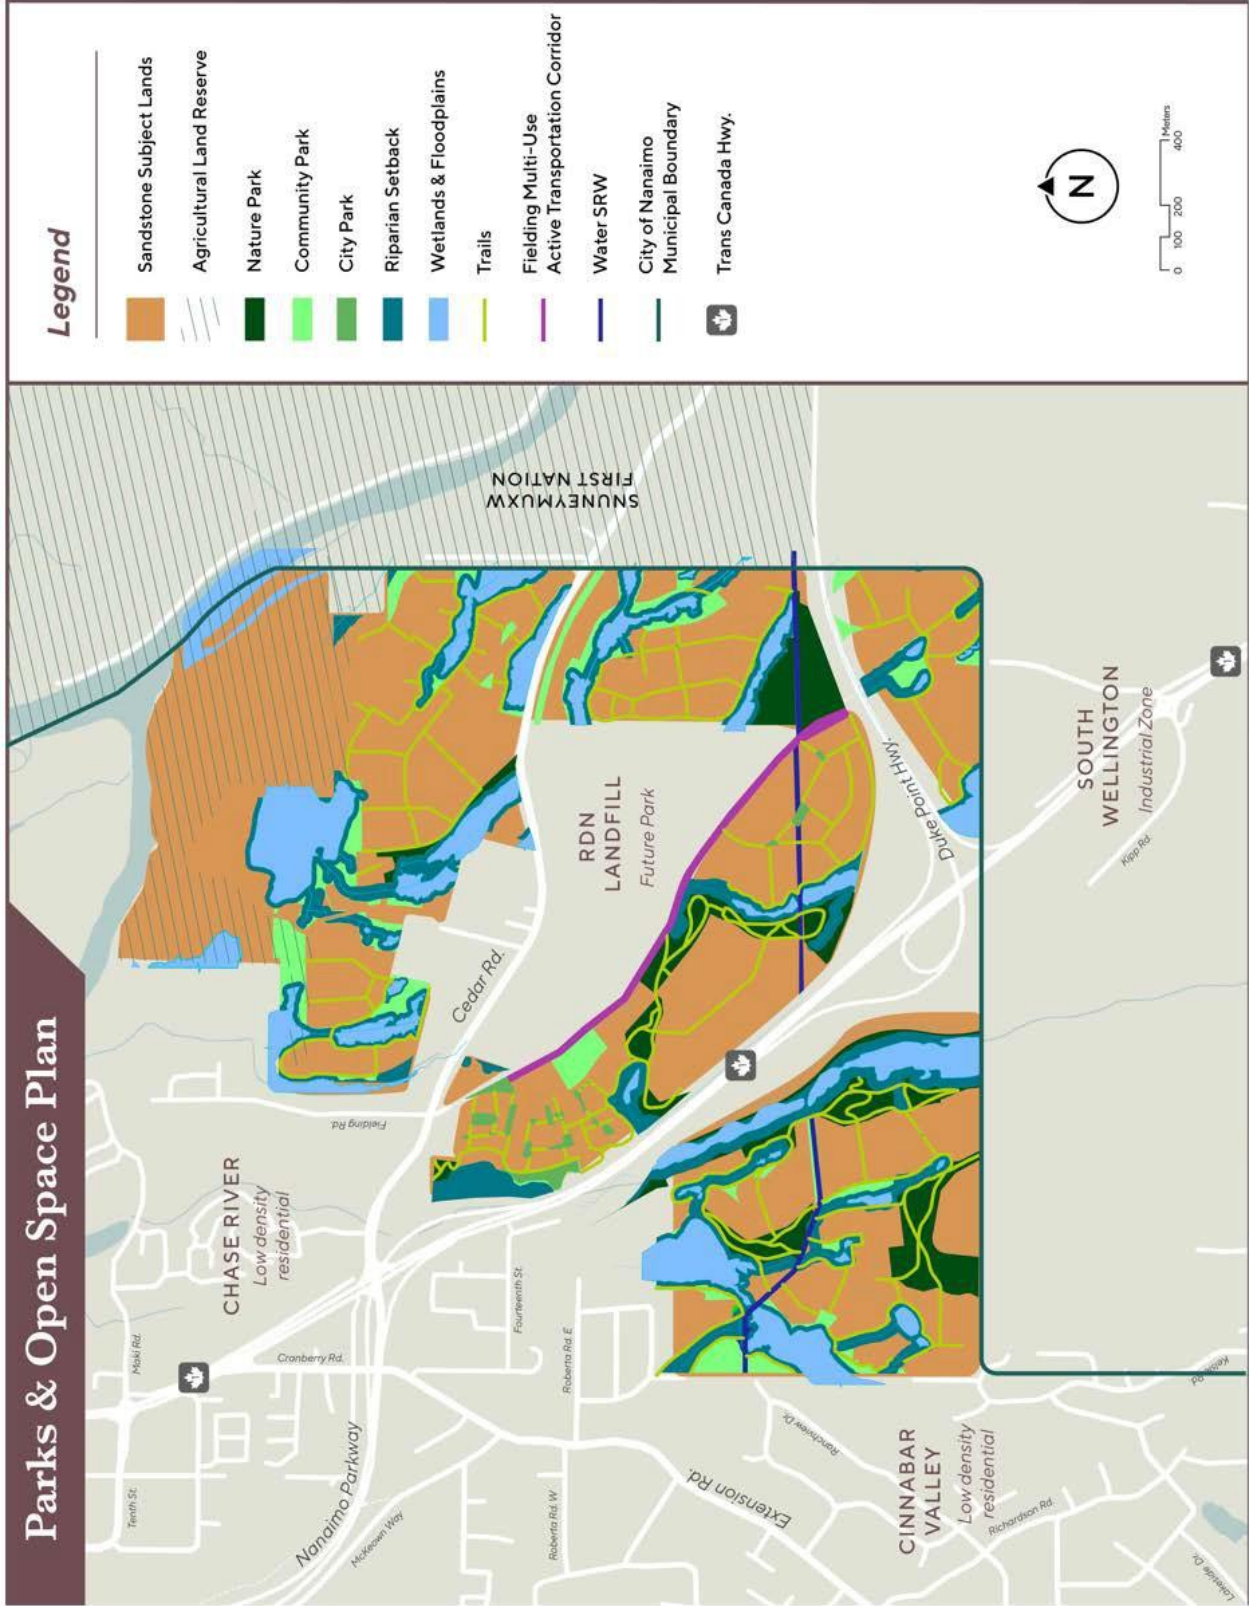 Parks & Open Space Plan
Legend
Sandstone Subject Lands
Agricultural Land Reserve
Nature Park
Community Park
City Park
Riparian Setback
Wetlands & Floodplains
Trails
Fielding Multi-Use
Active Transportation Corridor
Water SRW
City of Nanaimo
Municipal Boundary
Trans Canada Hwy.
N
0 100 200 400
Meters
Tenth St.
Maki Rd.
CHASE RIVER
Low density
residential
Cranberry Rd.
Nanaimo Parkway
McKeown Way
Fielding Rd.
Cedar Rd.
SNUNEYMUXW
FIRST NATION
Fourteenth St.
Roberta Rd. E
Roberta Rd. W
RDN
LANDFILL
Future Park
Extension Rd.
Ranchview Dr.
Duke Point Hwy.
CINNABAR
VALLEY
Low density
residential
Richardson Rd.
Lakeside Dr.
SOUTH
WELLINGTON
Industrial Zone
Kipp Rd.